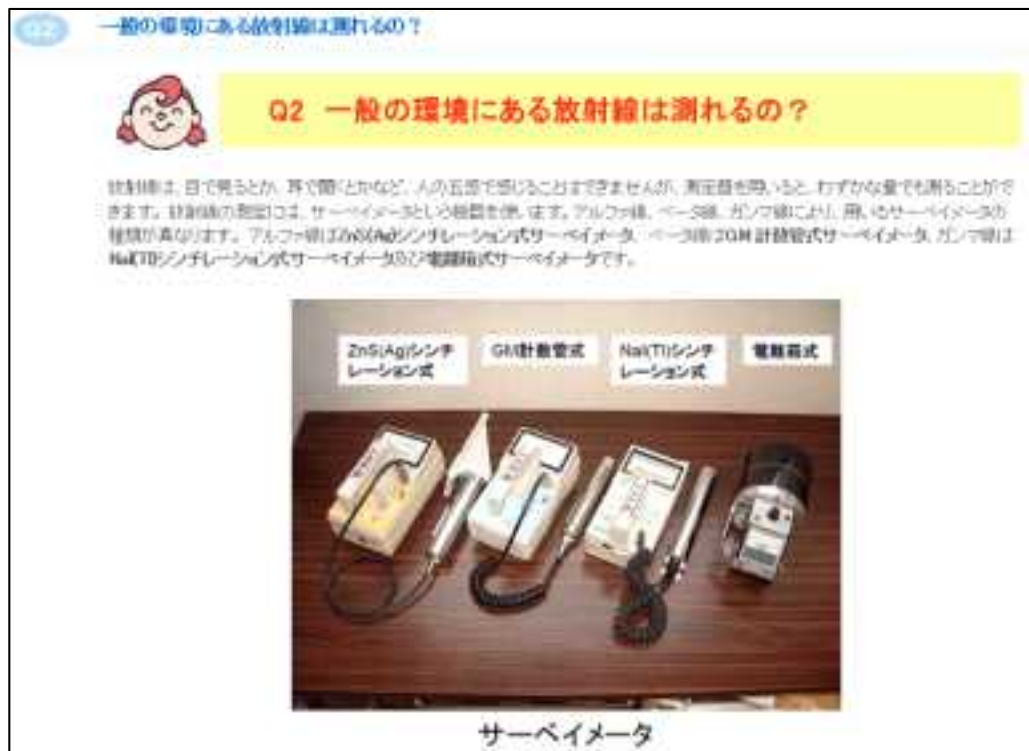 Q2 一般の環境にある放射線は測れるの？
Q2 一般の環境にある放射線は測れるの？
放射線は、目で見るとか、耳で聞くとかなど、人の五感で感じることはできませんが、測定器を用いると、わずかな量でも測ることがで
きます。放射線の測定には、サーベイメータという機器を使います。アルファ線、ベータ線、ガンマ線により、用いるサーベイメータの
種類が異なります。アルファ線はZnS(Ag)シンチレーション式サーベイメータ、ベータ線はGM計数管式サーベイメータ、ガンマ線は
NaI(Tl)シンチレーション式サーベイメータ及び電離箱式サーベイメータです。
ZnS(Ag)シンチ
レーション式
GM計数管式
NaI(Tl)シンチ
レーション式
電離箱式
サーベイメータ